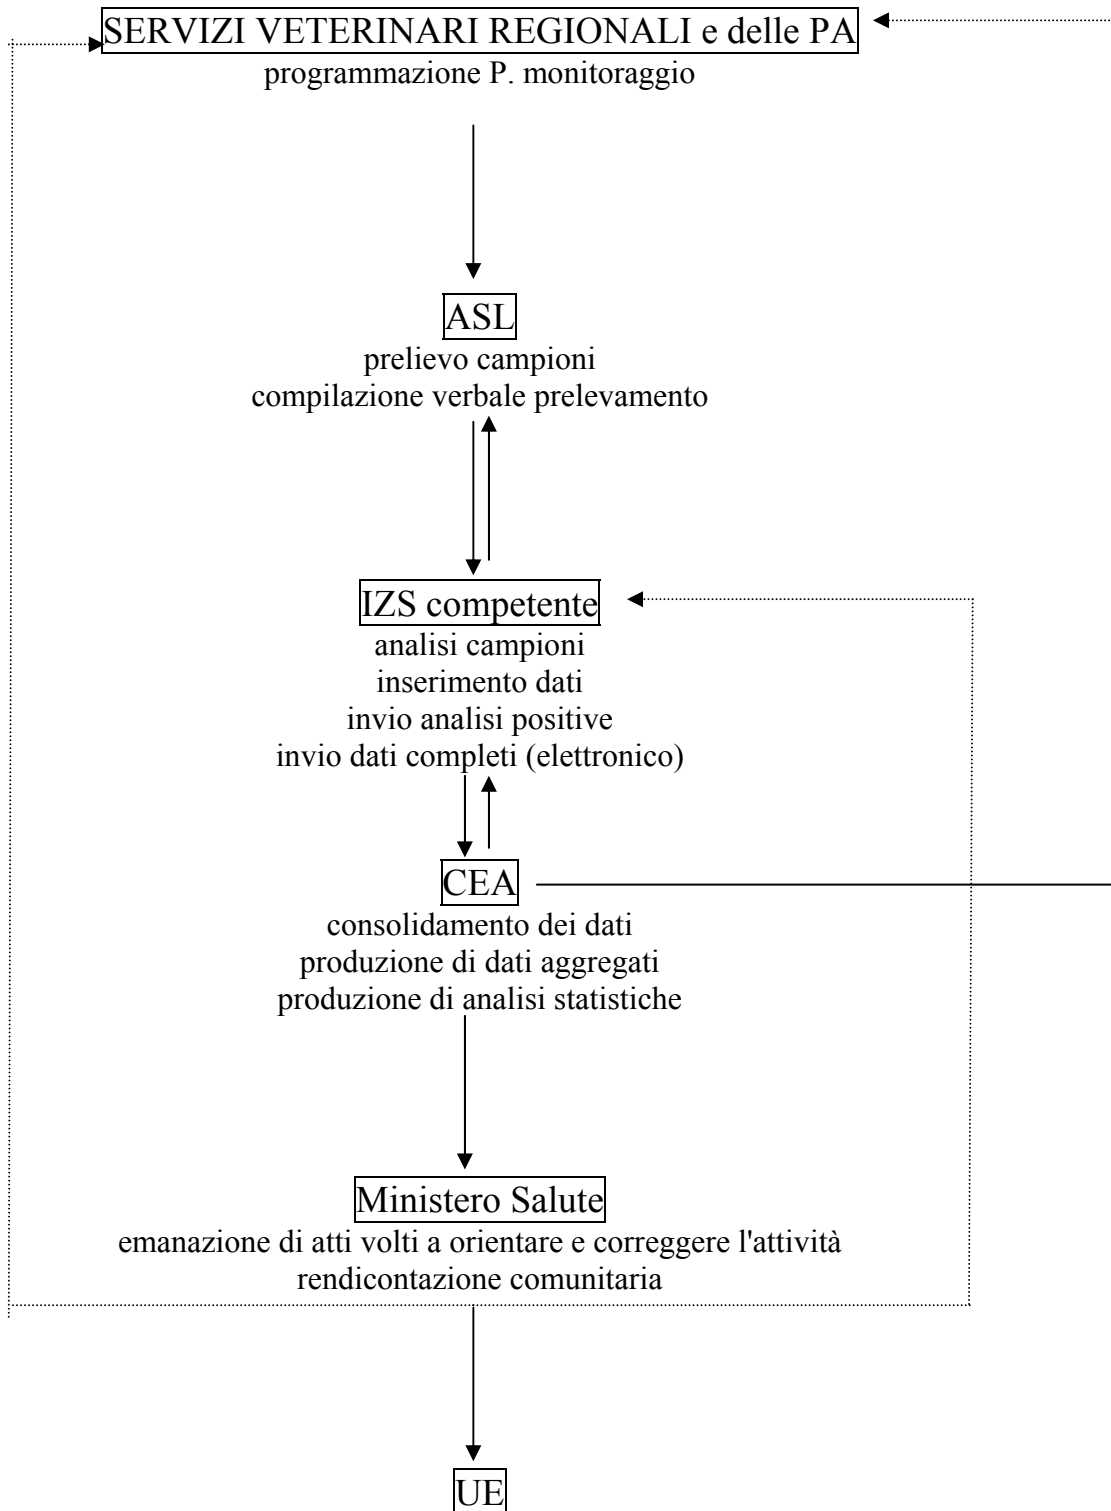 SERVIZI VETERINARI REGIONALI e delle PA
programmazione P. monitoraggio
ASL
prelievo campioni
compilazione verbale prelevamento
IZS competente
analisi campioni
inserimento dati
invio analisi positive
invio dati completi (elettronico)
CEA
consolidamento dei dati
produzione di dati aggregati
produzione di analisi statistiche
Ministero Salute
emanazione di atti volti a orientare e correggere l'attività
rendicontazione comunitaria
UE